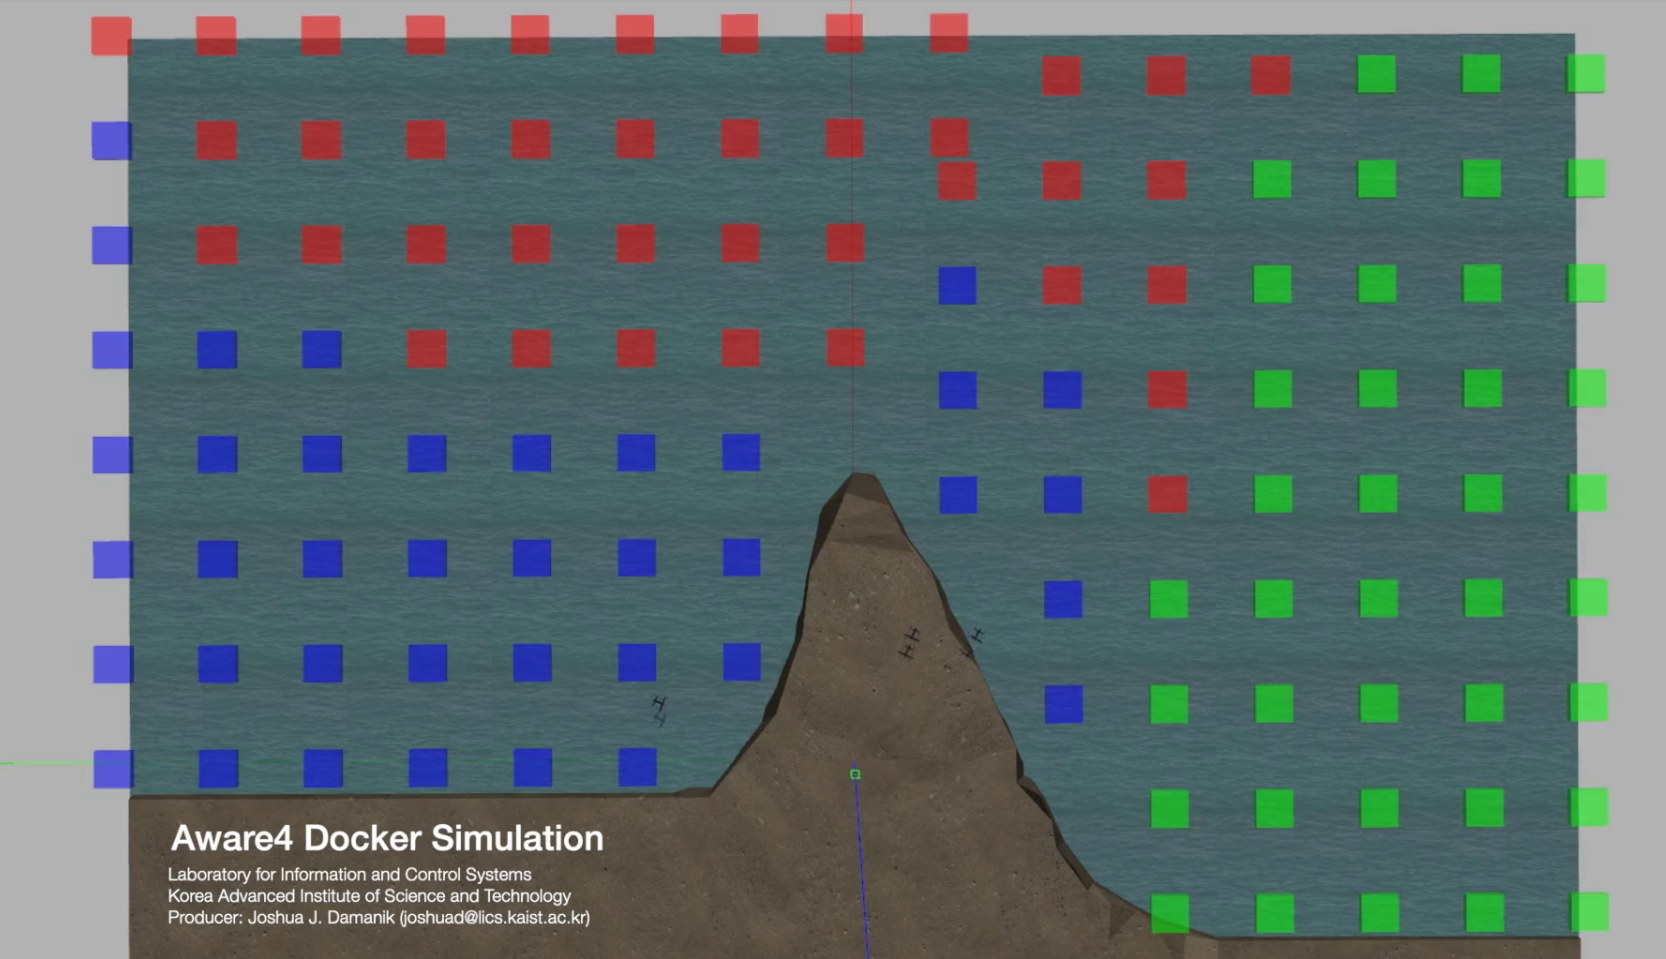 Aware4 Docker Simulation
Laboratory for Information and Control Systems
Korea Advanced Institute of Science and Technology
Producer: Joshua J. Damanik (joshuad@lics.kaist.ac.kr)